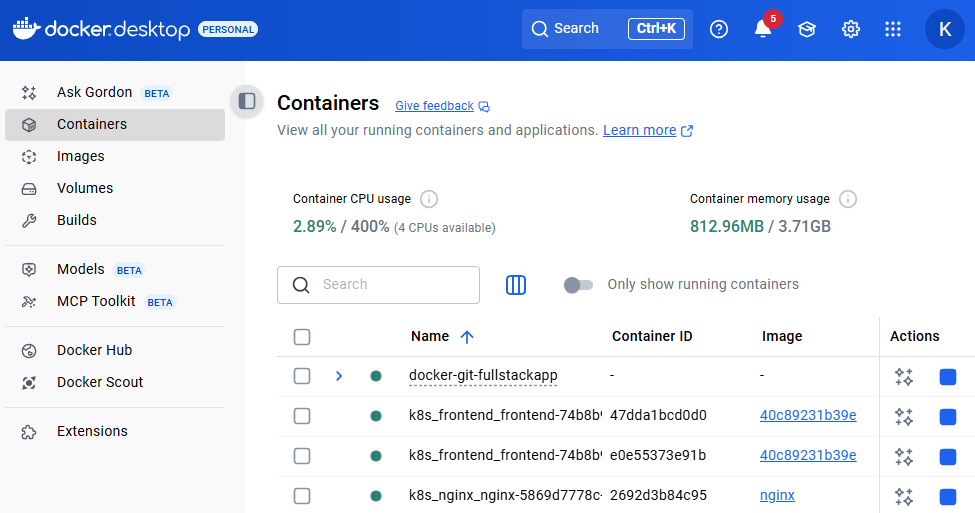 docker.desktop PERSONAL
Search Ctrl+K
5
K
Ask Gordon BETA
Containers
Images
Volumes
Builds
Models BETA
MCP Toolkit BETA
Docker Hub
Docker Scout
Extensions
Containers Give feedback
View all your running containers and applications. Learn more
Container CPU usage
2.89% / 400% (4 CPUs available)
Container memory usage
812.96MB / 3.71GB
Search
Only show running containers
Name Container ID Image Actions
docker-git-fullstackapp - -
k8s_frontend_frontend-74b8b 47dda1bcd0d0 40c89231b39e
k8s_frontend_frontend-74b8b e0e55373e91b 40c89231b39e
k8s_nginx_nginx-5869d7778c- 2692d3b84c95 nginx